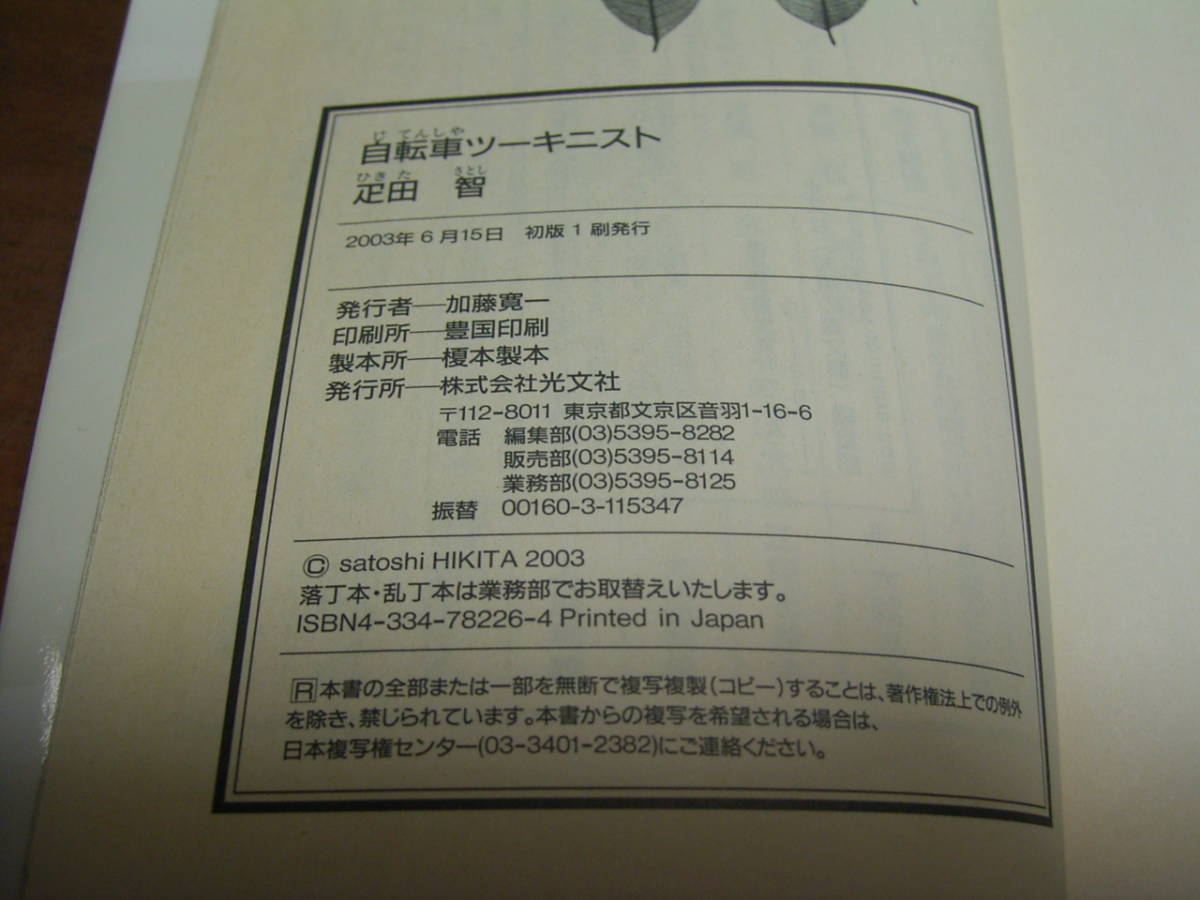 じてんしゃ
自転車ツーキニスト
ひきた さとし
疋田 智
2003年6月15日 初版1刷発行
発行者―加藤寛一
印刷所―豊国印刷
製本所―榎本製本
発行所―株式会社光文社
〒112-8011 東京都文京区音羽1-16-6
電話 編集部(03)5395-8282
販売部(03)5395-8114
業務部(03)5395-8125
振替 00160-3-115347
© satoshi HIKITA 2003
落丁本・乱丁本は業務部でお取替えいたします。
ISBN4-334-78226-4 Printed in Japan
Ⓡ本書の全部または一部を無断で複写複製(コピー)することは、著作権法上での例外
を除き、禁じられています。本書からの複写を希望される場合は、
日本複写権センター(03-3401-2382)にご連絡ください。